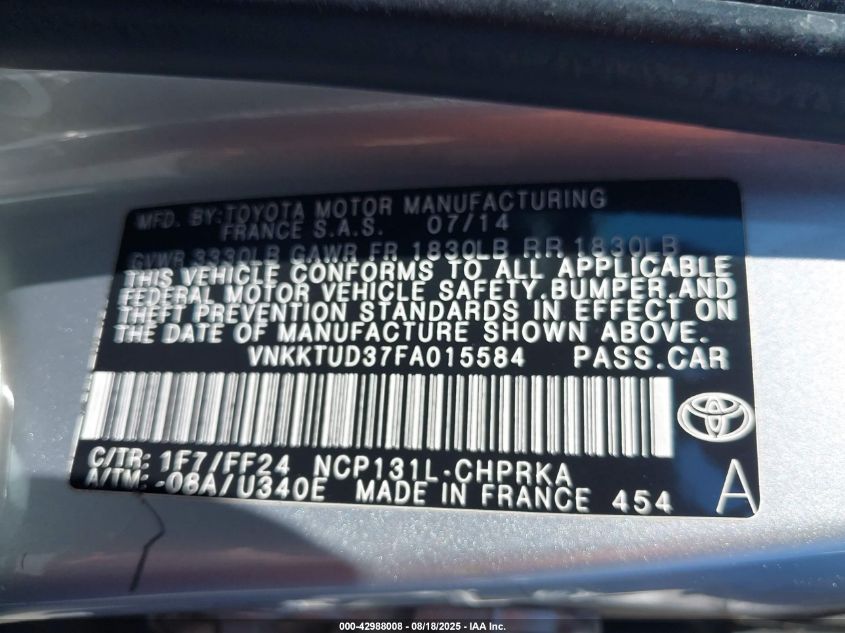 MFD. BY:TOYOTA MOTOR MANUFACTURING
FRANCE S.A.S. 07/14
GVWR 3330LB GAWR FR 1830LB RR 1830LB
THIS VEHICLE CONFORMS TO ALL APPLICABLE
FEDERAL MOTOR VEHICLE SAFETY,BUMPER,AND
THEFT PREVENTION STANDARDS IN EFFECT ON
THE DATE OF MANUFACTURE SHOWN ABOVE.
VNKKTUD37FA015584 PASS.CAR
C/TR: 1F7/FF24 NCP131L-CHPRKA
A/TM: -08A/U340E MADE IN FRANCE 454 A
000-42988008 - 08/18/2025 - IAA Inc.